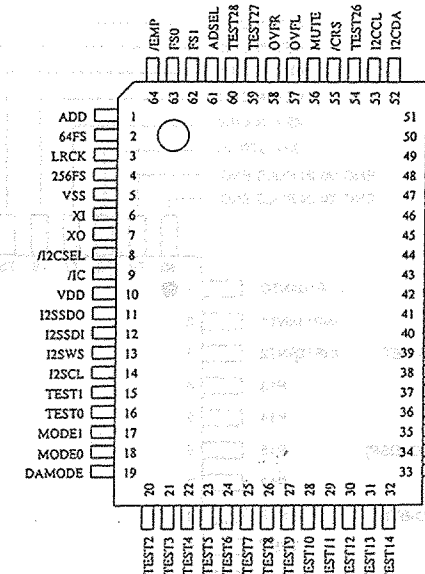 /EMP
FS0
FS1
ADSEL
TEST28
TEST27
OVFR
OVFL
MUTE
/CRS
TEST26
I2CCL
I2CDA
64
63
62
61
60
59
58
57
56
55
54
53
52
ADD 1
64FS 2
LRCK 3
256FS 4
VSS 5
XI 6
XO 7
/I2CSEL 8
/IC 9
VDD 10
I2SSDO 11
I2SSDI 12
I2SWS 13
I2SCL 14
TEST1 15
TEST0 16
MODE1 17
MODE0 18
DAMODE 19
51
50
49
48
47
46
45
44
43
42
41
40
39
38
37
36
35
34
33
20
21
22
23
24
25
26
27
28
29
30
31
32
TEST2
TEST3
TEST4
TEST5
TEST6
TEST7
TEST8
TEST9
TEST10
TEST11
TEST12
TEST13
TEST14